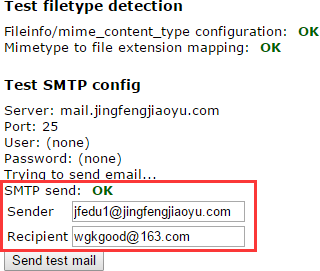 Test filetype detection
Fileinfo/mime_content_type configuration: OK
Mimetype to file extension mapping: OK
Test SMTP config
Server: mail.jingfengjiaoyu.com
Port: 25
User: (none)
Password: (none)
Trying to send email...
SMTP send: OK
Sender jfedu1@jingfengjiaoyu.com
Recipient wgkgood@163.com
Send test mail